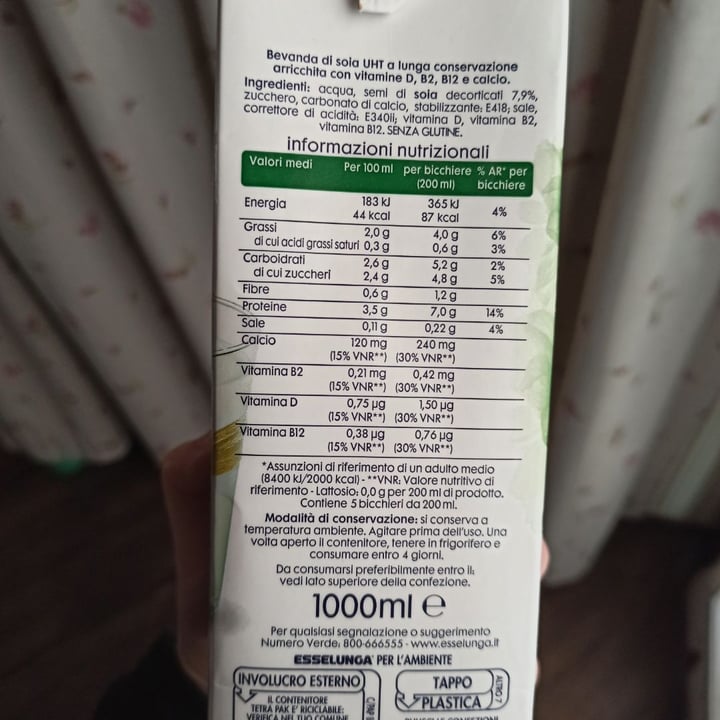 Bevanda di soia UHT a lunga conservazione
arricchita con vitamine D, B2, B12 e calcio.
Ingredienti: acqua, semi di soia decorticati 7,9%,
zucchero, carbonato di calcio, stabilizzante: E418; sale,
correttore di acidità: E340ii; vitamina D, vitamina B2,
vitamina B12. SENZA GLUTINE.
informazioni nutrizionali
Valori medi Per 100 ml per bicchiere % AR* per
(200 ml) bicchiere
Energia 183 kJ 365 kJ 4%
44 kcal 87 kcal
Grassi 2,0 g 4,0 g 6%
di cui acidi grassi saturi 0,3 g 0,6 g 3%
Carboidrati 2,6 g 5,2 g 2%
di cui zuccheri 2,4 g 4,8 g 5%
Fibre 0,6 g 1,2 g
Proteine 3,5 g 7,0 g 14%
Sale 0,11 g 0,22 g 4%
Calcio 120 mg 240 mg
(15% VNR**) (30% VNR**)
Vitamina B2 0,21 mg 0,42 mg
(15% VNR**) (30% VNR**)
Vitamina D 0,75 µg 1,50 µg
(15% VNR**) (30% VNR**)
Vitamina B12 0,38 µg 0,76 µg
(15% VNR**) (30% VNR**)
*Assunzioni di riferimento di un adulto medio
(8400 kJ/2000 kcal) - **VNR: Valore nutritivo di
riferimento - Lattosio: 0,0 g per 200 ml di prodotto.
Contiene 5 bicchieri da 200 ml.
Modalità di conservazione: si conserva a
temperatura ambiente. Agitare prima dell'uso. Una
volta aperto il contenitore, tenere in frigorifero e
consumare entro 4 giorni.
Da consumarsi preferibilmente entro il:
vedi lato superiore della confezione.
1000ml e
Per qualsiasi segnalazione o suggerimento
Numero Verde: 800-666555 - www.esselunga.it
ESSELUNGA PER L'AMBIENTE
INVOLUCRO ESTERNO
IL CONTENITORE
TETRA PAK E' RICICLABILE:
VERIFICA NEL TUO COMUNE
TAPPO
PLASTICA
ALTRO 7